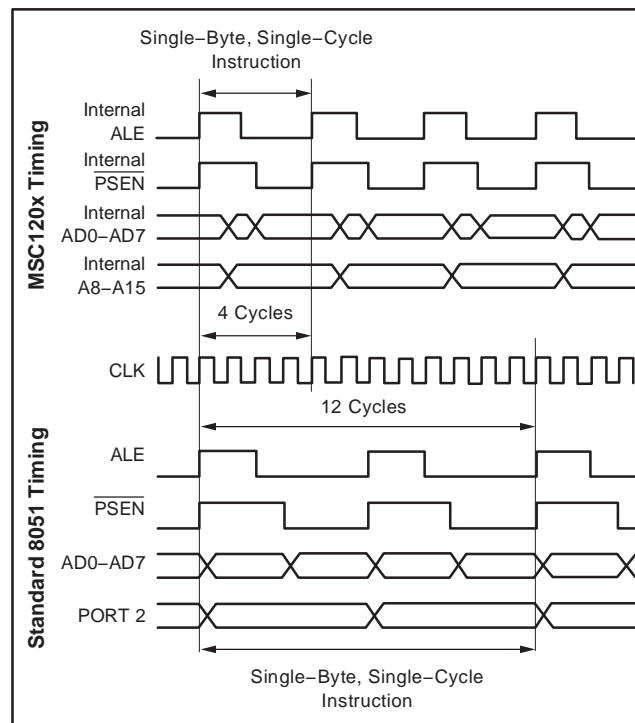 Single–Byte, Single–Cycle
Instruction
MSC120x Timing
Internal
ALE
Internal
PSEN
Internal
AD0–AD7
Internal
A8–A15
4 Cycles
CLK
12 Cycles
Standard 8051 Timing
ALE
PSEN
AD0–AD7
PORT 2
Single–Byte, Single–Cycle
Instruction